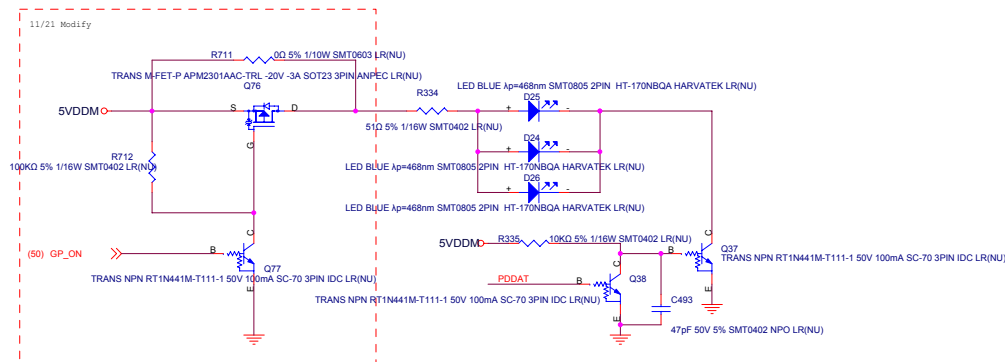 11/21 Modify
R711
0Ω 5% 1/10W SMT0603 LR(NU)
TRANS M-FET-P APM2301AAC-TRL -20V -3A SOT23 3PIN ANPEC LR(NU)
Q76
5VDDM
S
D
G
R334
51Ω 5% 1/16W SMT0402 LR(NU)
LED BLUE λp=468nm SMT0805 2PIN HT-170NBQA HARVATEK LR(NU)
D25
+
-
D24
+
-
LED BLUE λp=468nm SMT0805 2PIN HT-170NBQA HARVATEK LR(NU)
D26
+
-
LED BLUE λp=468nm SMT0805 2PIN HT-170NBQA HARVATEK LR(NU)
R712
100KΩ 5% 1/16W SMT0402 LR(NU)
(50) GP_ON
B
C
E
Q77
TRANS NPN RT1N441M-T111-1 50V 100mA SC-70 3PIN IDC LR(NU)
5VDDM
R335
10KΩ 5% 1/16W SMT0402 LR(NU)
B
C
E
Q37
TRANS NPN RT1N441M-T111-1 50V 100mA SC-70 3PIN IDC LR(NU)
PDDAT
B
C
E
Q38
TRANS NPN RT1N441M-T111-1 50V 100mA SC-70 3PIN IDC LR(NU)
C493
47pF 50V 5% SMT0402 NPO LR(NU)